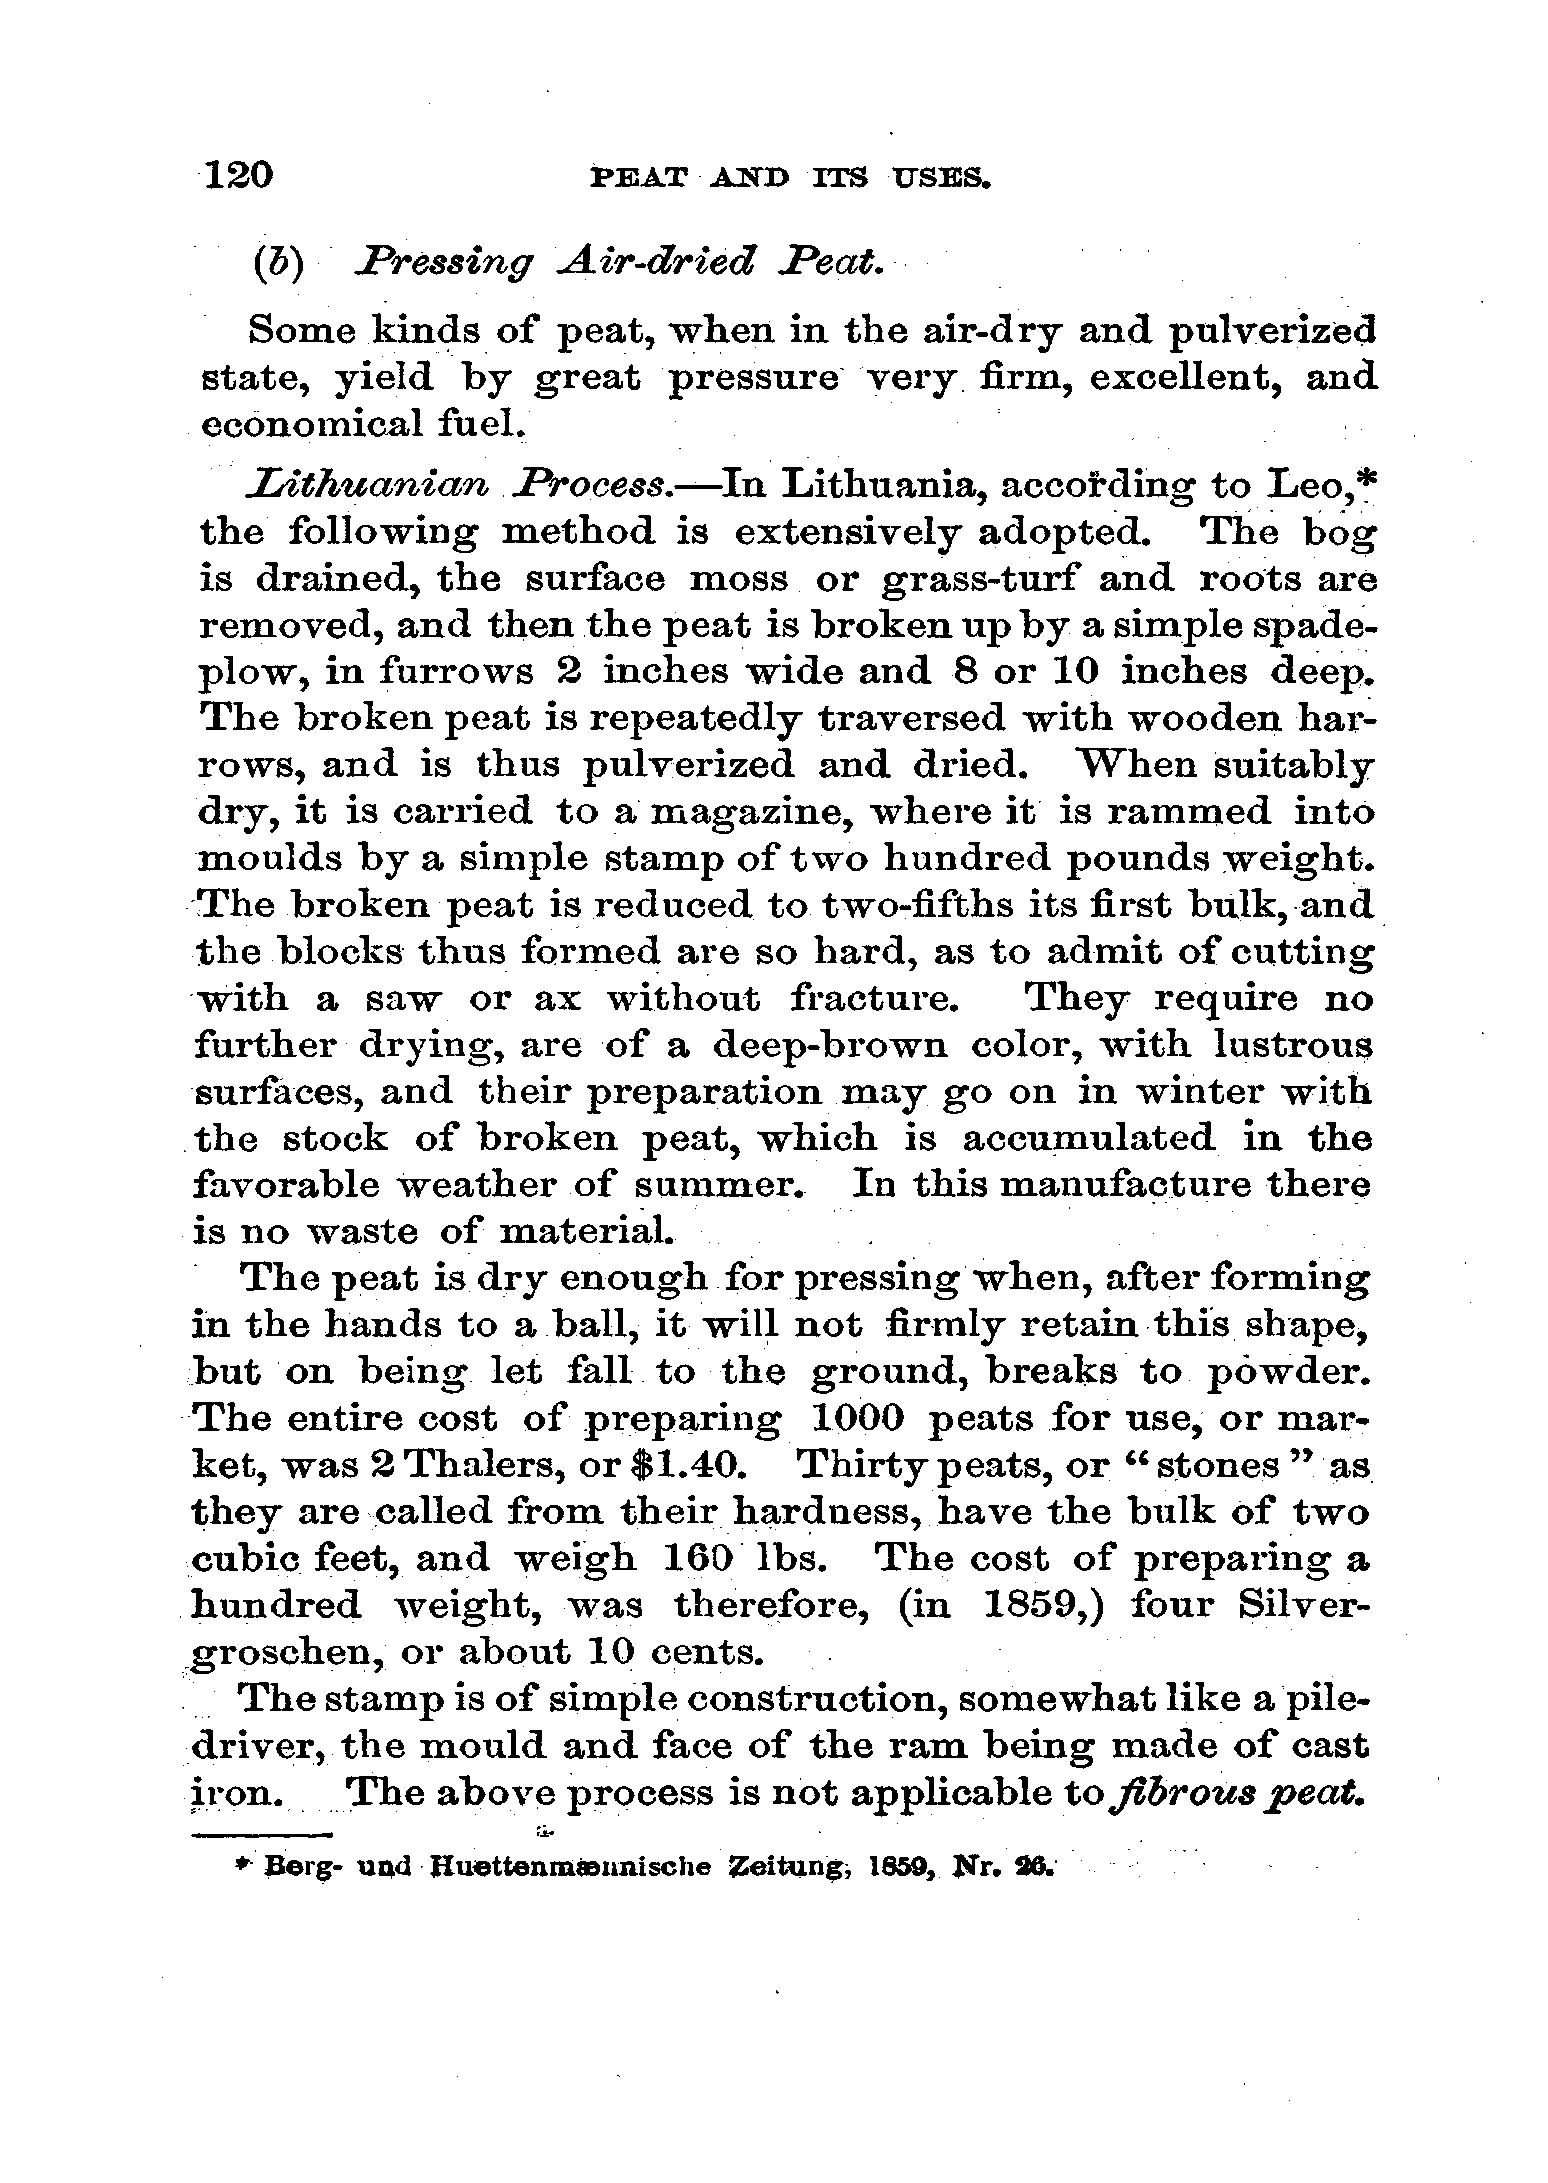 120 PEAT AND ITS USES.
(b) Pressing Air-dried Peat.
Some kinds of peat, when in the air-dry and pulverized
state, yield by great pressure very firm, excellent, and
economical fuel.
Lithuanian Process.—In Lithuania, according to Leo,*
the following method is extensively adopted. The bog
is drained, the surface moss or grass-turf and roots are
removed, and then the peat is broken up by a simple spade-
plow, in furrows 2 inches wide and 8 or 10 inches deep.
The broken peat is repeatedly traversed with wooden har-
rows, and is thus pulverized and dried. When suitably
dry, it is carried to a magazine, where it is rammed into
moulds by a simple stamp of two hundred pounds weight.
The broken peat is reduced to two-fifths its first bulk, and
the blocks thus formed are so hard, as to admit of cutting
with a saw or ax without fracture. They require no
further drying, are of a deep-brown color, with lustrous
surfaces, and their preparation may go on in winter with
the stock of broken peat, which is accumulated in the
favorable weather of summer. In this manufacture there
is no waste of material.
The peat is dry enough for pressing when, after forming
in the hands to a ball, it will not firmly retain this shape,
but on being let fall to the ground, breaks to powder.
The entire cost of preparing 1000 peats for use, or mar-
ket, was 2 Thalers, or $1.40. Thirty peats, or “stones” as
they are called from their hardness, have the bulk of two
cubic feet, and weigh 160 lbs. The cost of preparing a
hundred weight, was therefore, (in 1859,) four Silver-
groschen, or about 10 cents.
The stamp is of simple construction, somewhat like a pile-
driver, the mould and face of the ram being made of cast
iron. The above process is not applicable to fibrous peat.
* Berg- und Huettenmænnische Zeitung, 1859, Nr. 26.